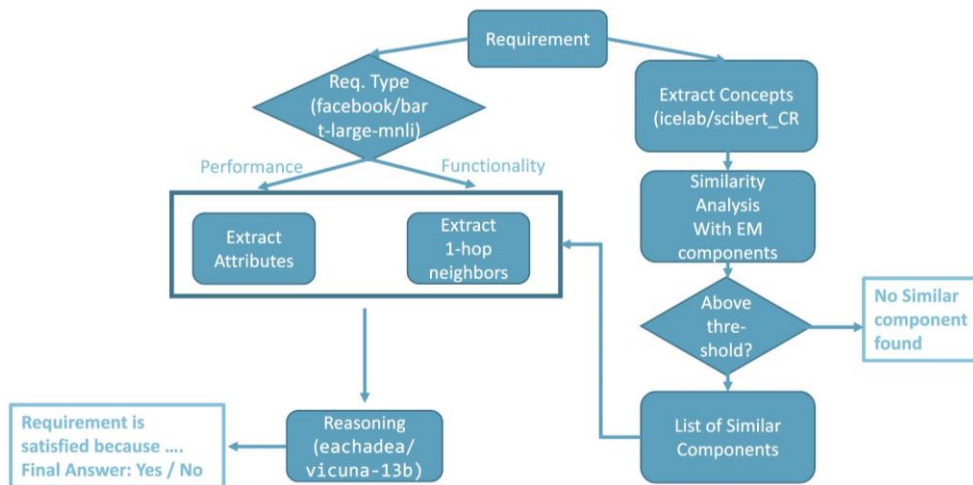 Requirement
Req. Type
(facebook/bar
t-large-mnli)
Performance
Functionality
Extract
Attributes
Extract
1-hop
neighbors
Extract Concepts
(icelab/scibert_CR
Similarity
Analysis
With EM
components
Above
thre-
shold?
No Similar
component
found
List of Similar
Components
Reasoning
(eachadea/
vicuna-13b)
Requirement is
satisfied because ....
Final Answer: Yes / No